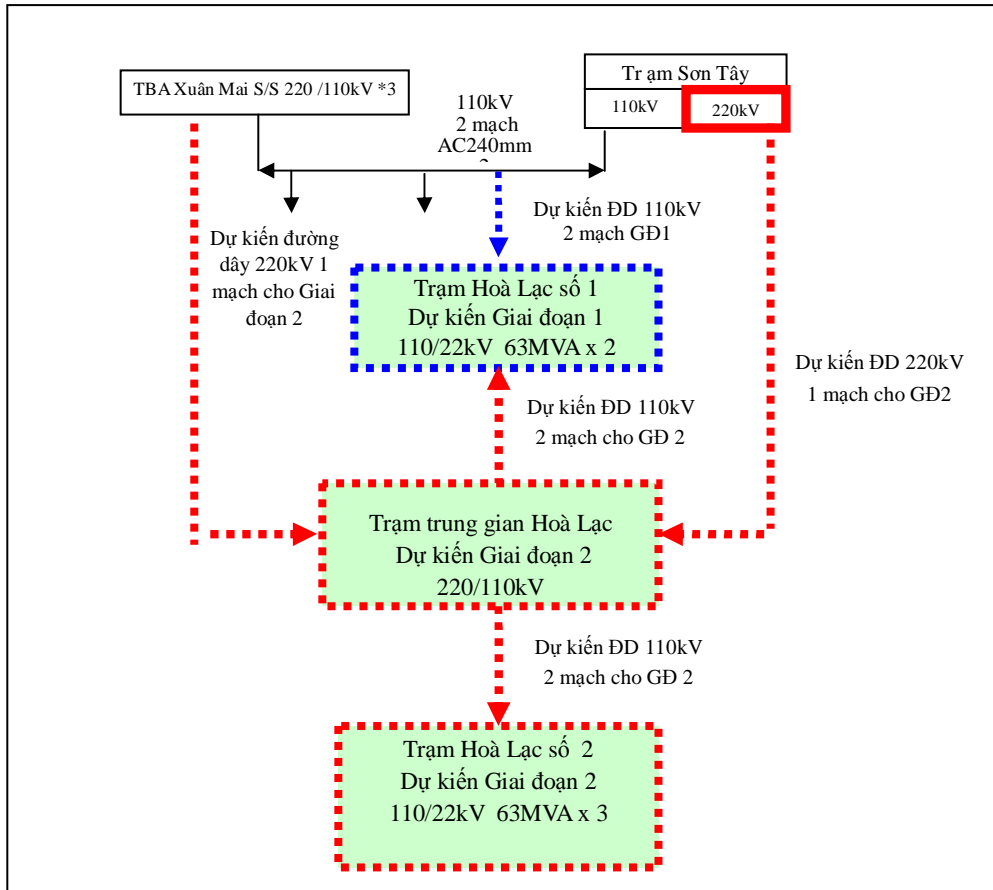 TBA Xuân Mai S/S 220 /110kV *3
Tr ạm Sơn Tây
110kV
220kV
110kV
2 mạch
AC240mm
Dự kiến ĐD 110kV
2 mạch GĐ1
Dự kiến đường
dây 220kV 1
mạch cho Giai
đoạn 2
Trạm Hoà Lạc số 1
Dự kiến Giai đoạn 1
110/22kV 63MVA x 2
Dự kiến ĐD 220kV
1 mạch cho GĐ2
Dự kiến ĐD 110kV
2 mạch cho GĐ 2
Trạm trung gian Hoà Lạc
Dự kiến Giai đoạn 2
220/110kV
Dự kiến ĐD 110kV
2 mạch cho GĐ 2
Trạm Hoà Lạc số 2
Dự kiến Giai đoạn 2
110/22kV 63MVA x 3